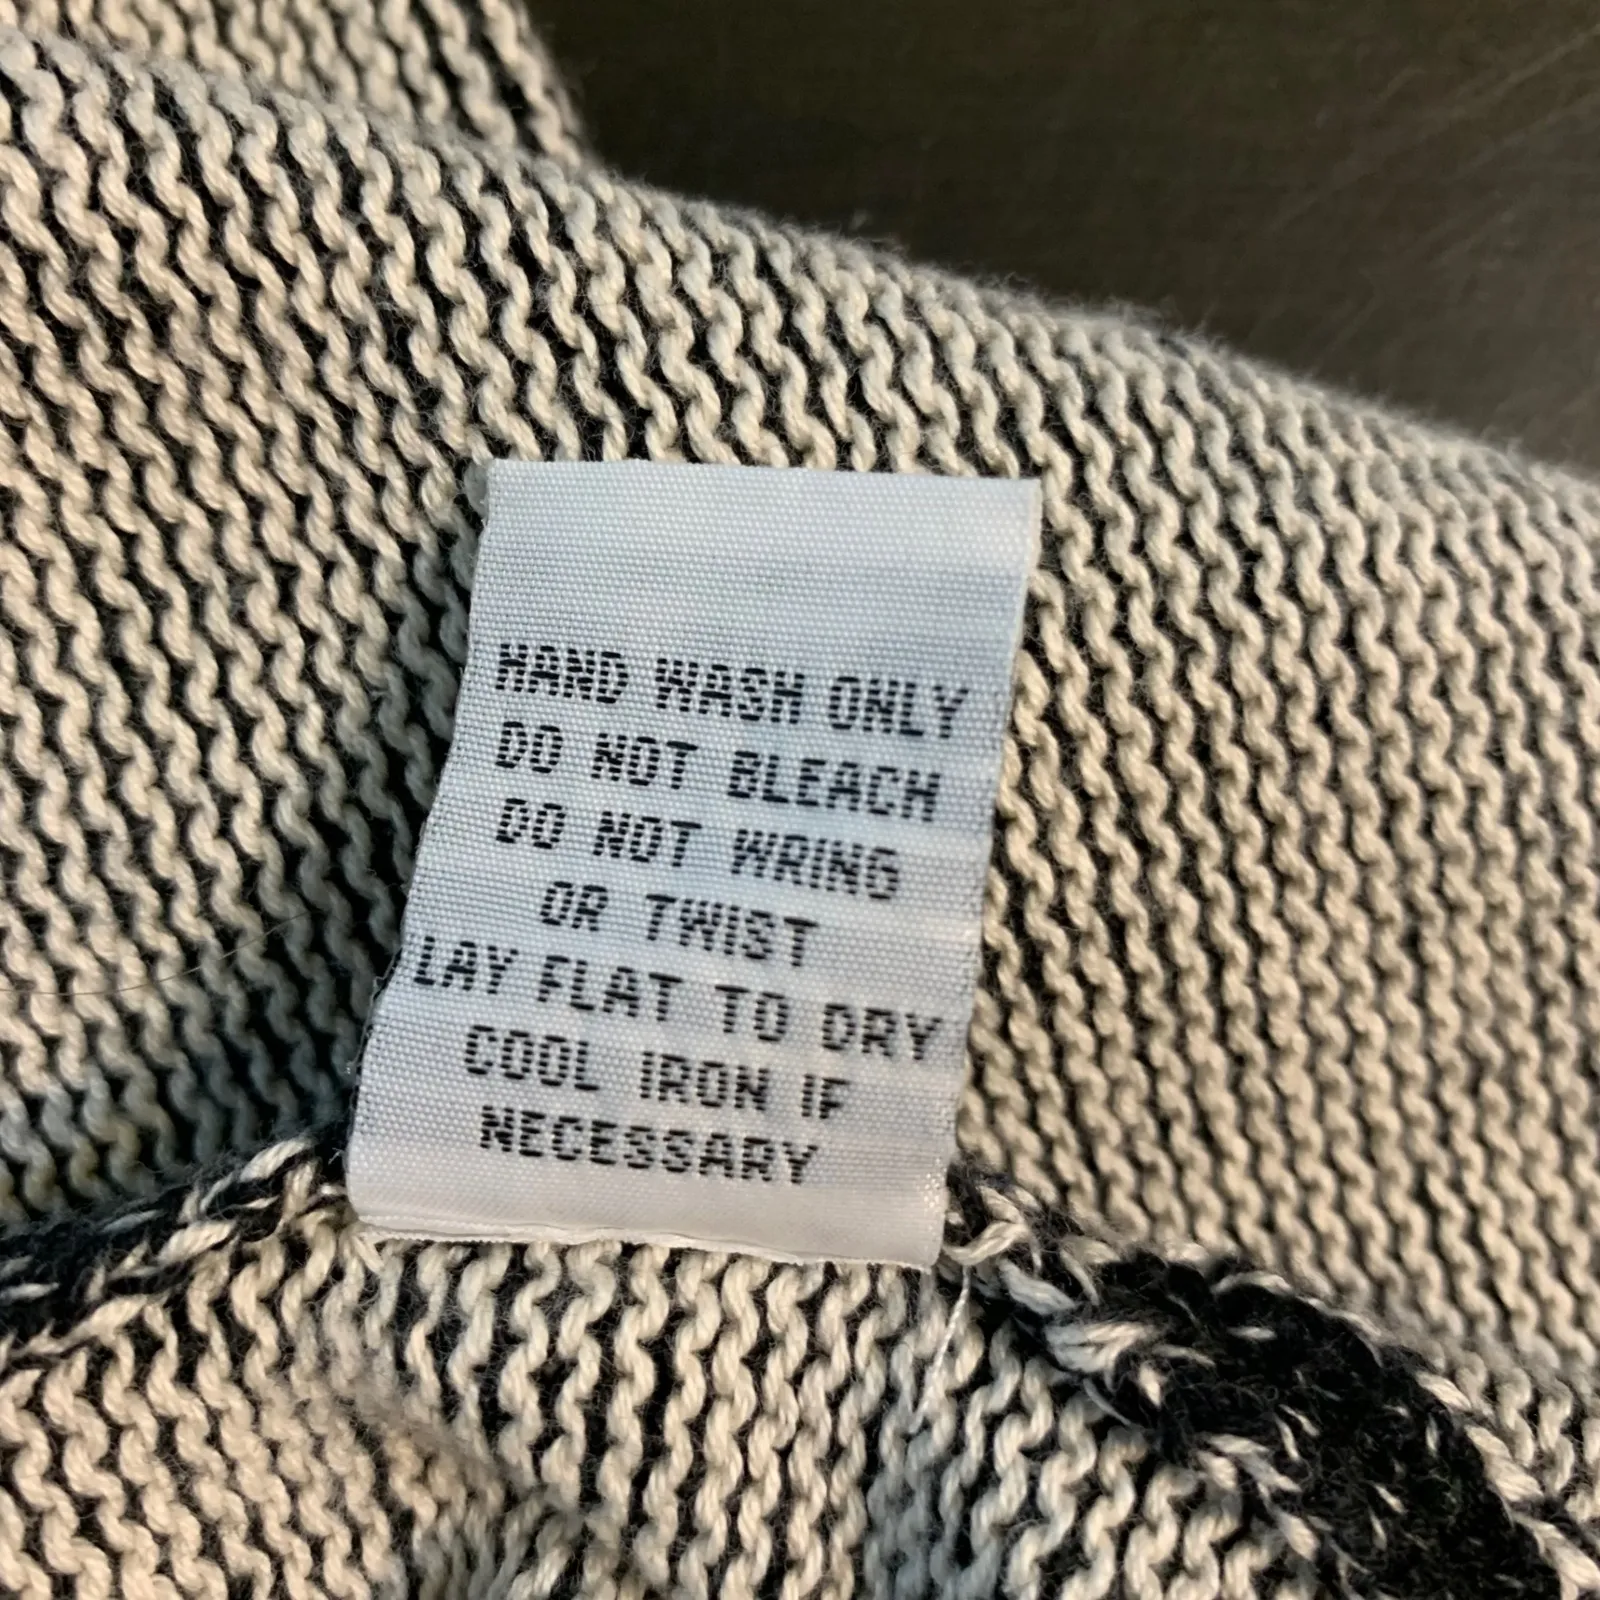 HAND WASH ONLY
DO NOT BLEACH
DO NOT WRING
OR TWIST
LAY FLAT TO DRY
COOL IRON IF
NECESSARY